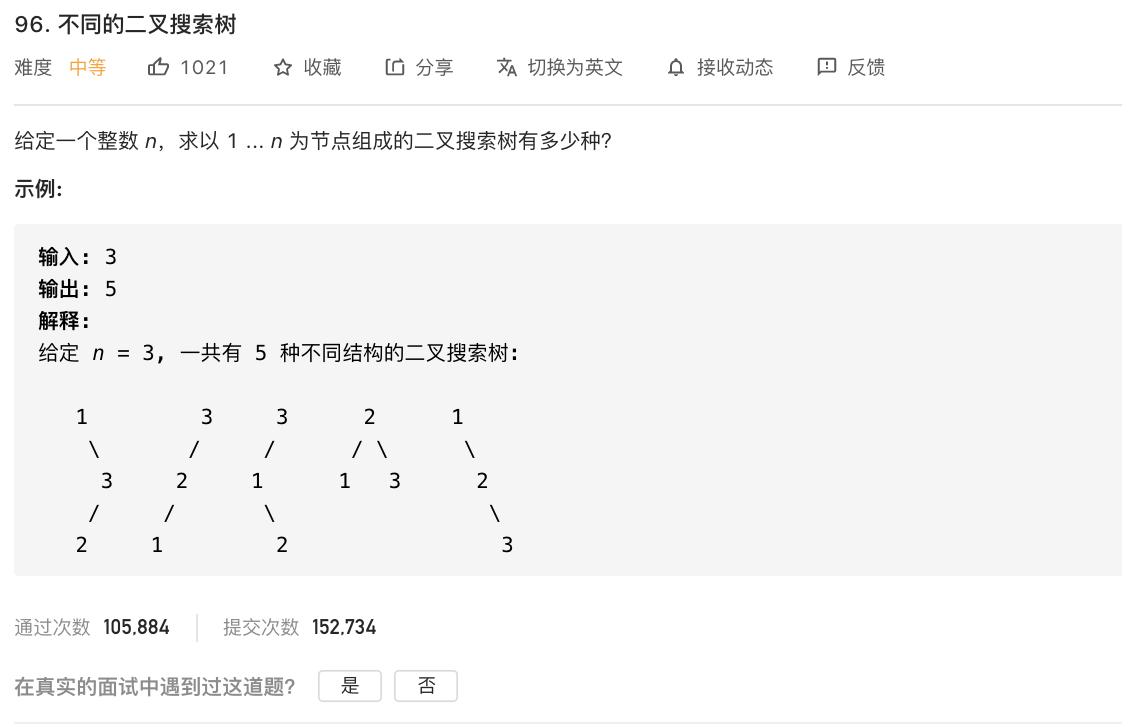 96. 不同的二叉搜索树
难度 中等 1021 收藏 分享 切换为英文 接收动态 反馈
给定一个整数 n，求以 1 ... n 为节点组成的二叉搜索树有多少种?
示例:
输入: 3
输出: 5
解释:
给定 n = 3, 一共有 5 种不同结构的二叉搜索树:
1 3 3 2 1
\ / / / \ \
3 2 1 1 3 2
/ / \ \
2 1 2 3
通过次数 105,884 提交次数 152,734
在真实的面试中遇到过这道题? 是 否